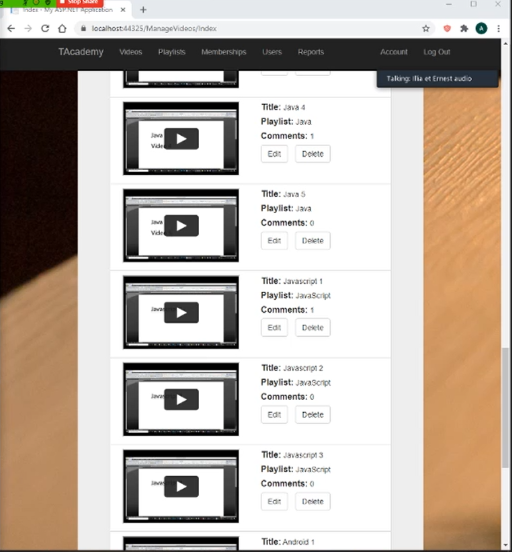 Stop Share
Index - My ASP.NET Application
localhost:44325/ManageVideos/Index
TAcademy Videos Playlists Memberships Users Reports Account Log Out
Talking: Illia et Ernest audio
Title: Java 4
Playlist: Java
Comments: 1
Edit Delete
Java
Title: Java 5
Playlist: Java
Comments: 0
Edit Delete
Java
Title: Javascript 1
Playlist: JavaScript
Comments: 1
Edit Delete
Title: Javascript 2
Playlist: JavaScript
Comments: 0
Edit Delete
Title: Javascript 3
Playlist: JavaScript
Comments: 0
Edit Delete
Title: Android 1